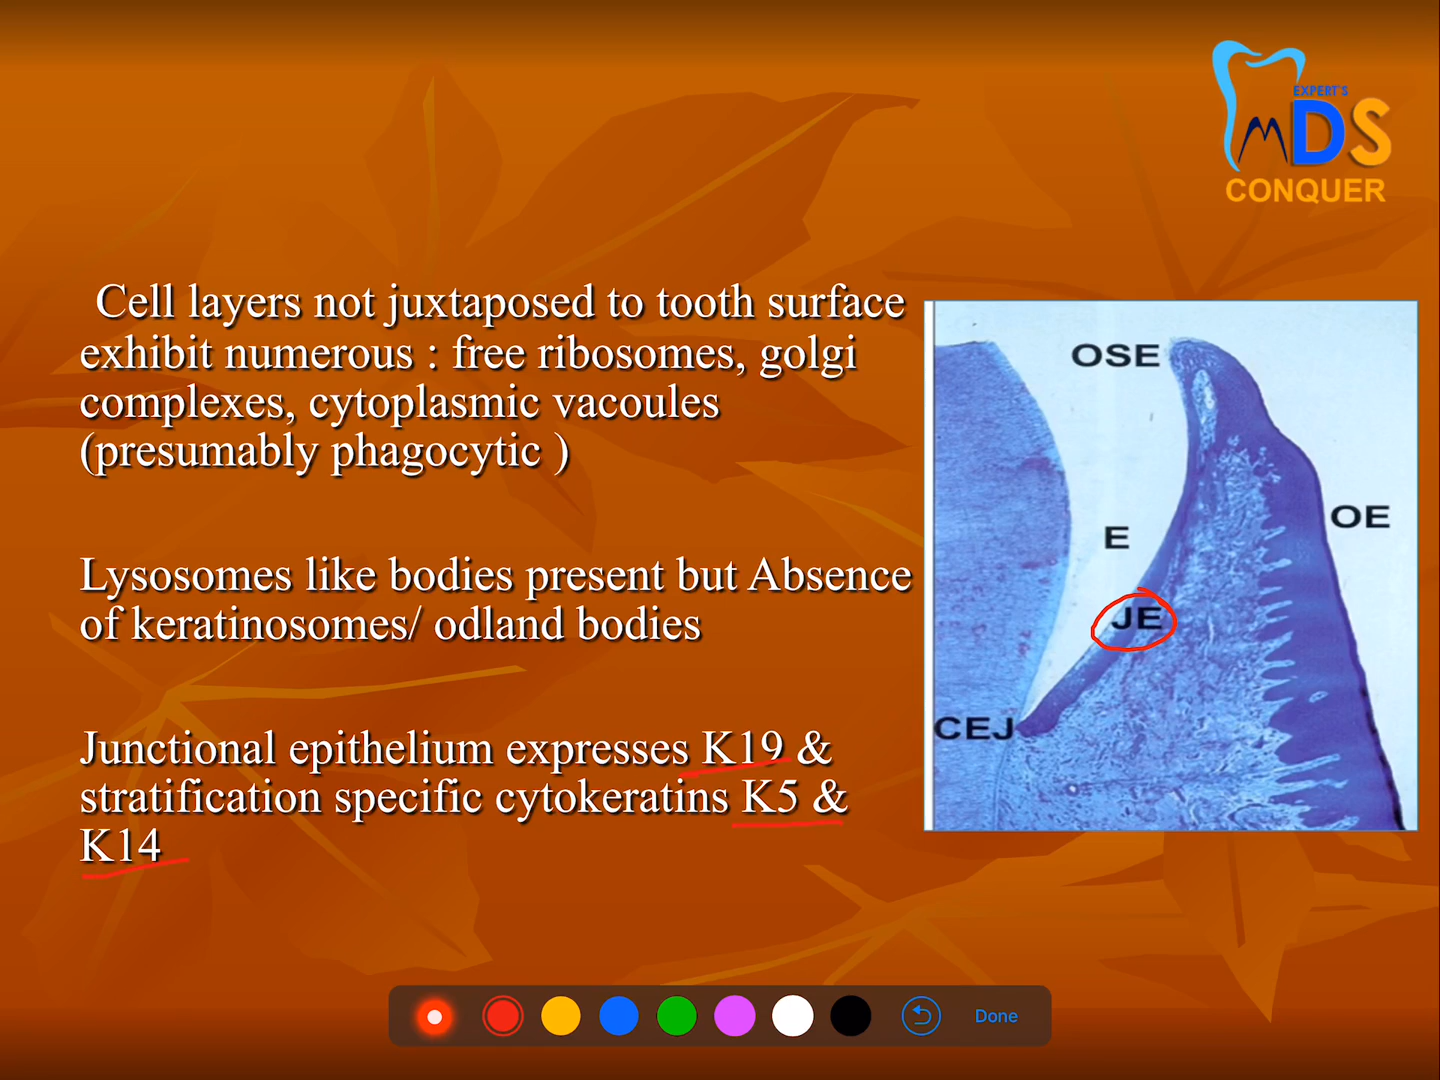 EXPERT'S
MDS
CONQUER
Cell layers not juxtaposed to tooth surface
exhibit numerous : free ribosomes, golgi
complexes, cytoplasmic vacoules
(presumably phagocytic )
Lysosomes like bodies present but Absence
of keratinosomes/ odland bodies
Junctional epithelium expresses K19 &
stratification specific cytokeratins K5 &
K14
OSE
OE
E
JE
CEJ
Done